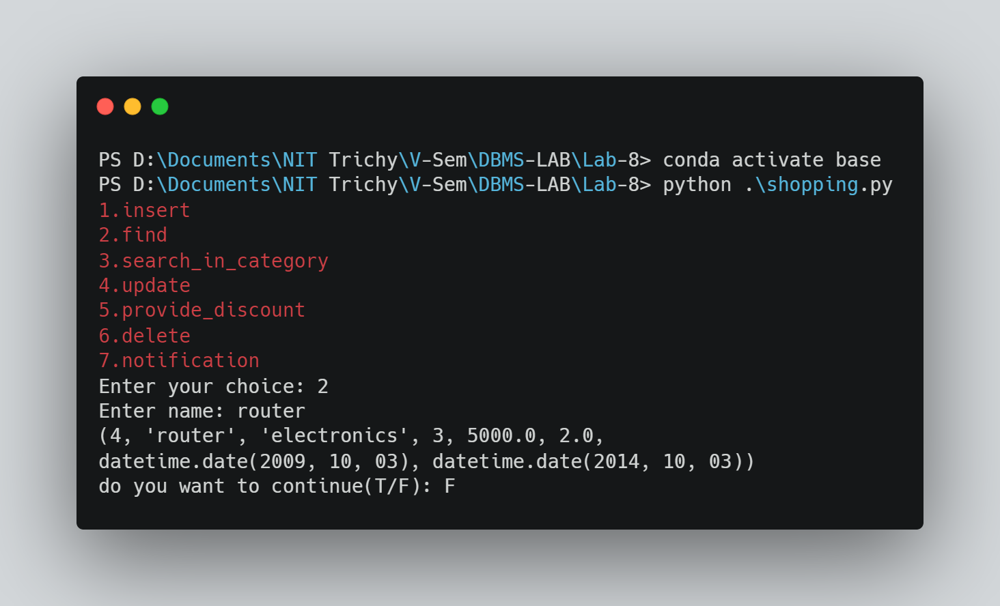 PS D:\Documents\NIT Trichy\V-Sem\DBMS-LAB\Lab-8> conda activate base
PS D:\Documents\NIT Trichy\V-Sem\DBMS-LAB\Lab-8> python .\shopping.py
1.insert
2.find
3.search_in_category
4.update
5.provide_discount
6.delete
7.notification
Enter your choice: 2
Enter name: router
(4, 'router', 'electronics', 3, 5000.0, 2.0,
datetime.date(2009, 10, 03), datetime.date(2014, 10, 03))
do you want to continue(T/F): F